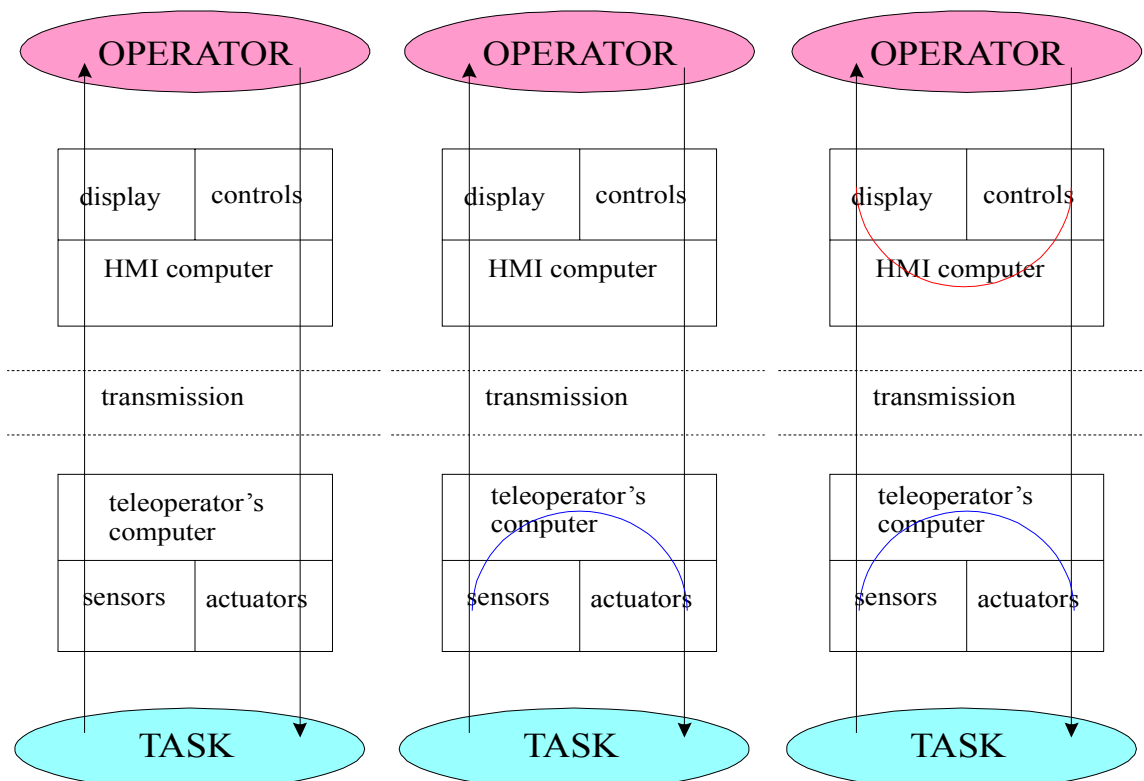 OPERATOR
display
controls
HMI computer
transmission
teleoperator’s
computer
sensors
actuators
TASK
OPERATOR
display
controls
HMI computer
transmission
teleoperator’s
computer
sensors
actuators
TASK
OPERATOR
display
controls
HMI computer
transmission
teleoperator’s
computer
sensors
actuators
TASK